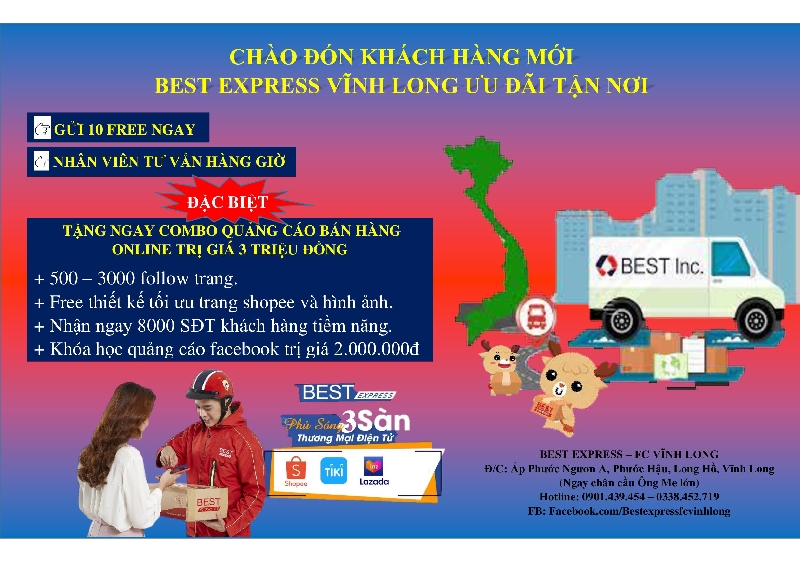 CHÀO ĐÓN KHÁCH HÀNG MỚI
BEST EXPRESS VĨNH LONG ƯU ĐÃI TẬN NƠI
GỬI 10 FREE NGAY
NHÂN VIÊN TƯ VẤN HÀNG GIỜ
ĐẶC BIỆT
TẶNG NGAY COMBO QUẢNG CÁO BÁN HÀNG
ONLINE TRỊ GIÁ 3 TRIỆU ĐỒNG
+ 500 – 3000 follow trang.
+ Free thiết kế tối ưu trang shopee và hình ảnh.
+ Nhận ngay 8000 SĐT khách hàng tiềm năng.
+ Khóa học quảng cáo facebook trị giá 2.000.000đ
BEST Inc.
BEST EXPRESS
Phủ Sóng 3Sàn
Thương Mại Điện Tử
Shopee
TIKI
Lazada
BEST
BEST EXPRESS – FC VĨNH LONG
Đ/C: Ấp Phước Ngươn A, Phước Hậu, Long Hồ, Vĩnh Long
(Ngay chân cầu Ông Me lớn)
Hotline: 0901.439.454 – 0338.452.719
FB: Facebook.com/Bestexpressfcvinhlong